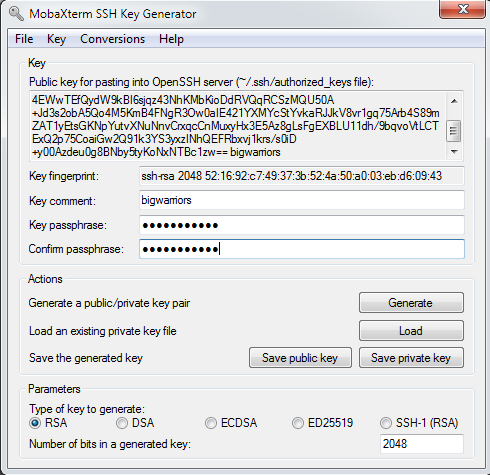 MobaXterm SSH Key Generator
File Key Conversions Help
Key
Public key for pasting into OpenSSH server (~/.ssh/authorized_keys file):
4EWwTEfQydW9kBI6sjqz43NhKMbKioDdRVQqRCSzMQU50A
+Jd3s2obA5Qo4M5KmB4FNgR3Ow0aIE421YXMYcStYvkaRJJkV8vr1gq75Arb4S89m
ZAT1yEtsGKNpYutvXNuNnvCrxqcCnMuxyHx3E5Az8gLsFgEXBLU11dh/9bqvoVtLCT
ExQ2p75CoaiGw2Q91k3YS3yxzINhQEFRbxvj1krs/s0iD
+y00Azdeu0g8BNby5tyKoNxNTBc1zw== bigwarriors
Key fingerprint: ssh-rsa 2048 52:16:92:c7:49:37:3b:52:4a:50:a0:03:eb:d6:09:43
Key comment: bigwarriors
Key passphrase: ●●●●●●●●●●●
Confirm passphrase: ●●●●●●●●●●●
Actions
Generate a public/private key pair Generate
Load an existing private key file Load
Save the generated key Save public key Save private key
Parameters
Type of key to generate:
RSA DSA ECDSA ED25519 SSH-1 (RSA)
Number of bits in a generated key: 2048